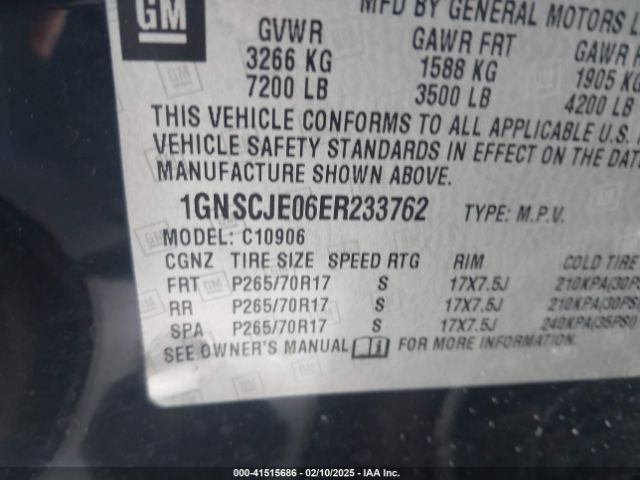 GM
MFD BY GENERAL MOTORS L
GVWR GAWR FRT GAWR
3266 KG 1588 KG 1905 KG
7200 LB 3500 LB 4200 LB
THIS VEHICLE CONFORMS TO ALL APPLICABLE U.S.
VEHICLE SAFETY STANDARDS IN EFFECT ON THE DATE
MANUFACTURE SHOWN ABOVE.
1GNSCJE06ER233762 TYPE: M.P.V.
MODEL: C10906
CGNZ TIRE SIZE SPEED RTG RIM COLD TIRE
FRT P265/70R17 S 17X7.5J 210KPA(30PS
RR P265/70R17 S 17X7.5J 210KPA(30PSI
SPA P265/70R17 S 17X7.5J 240KPA(35PSI)
SEE OWNER'S MANUAL FOR MORE INFORMATION.
000-41515686 - 02/10/2025 - IAA Inc.